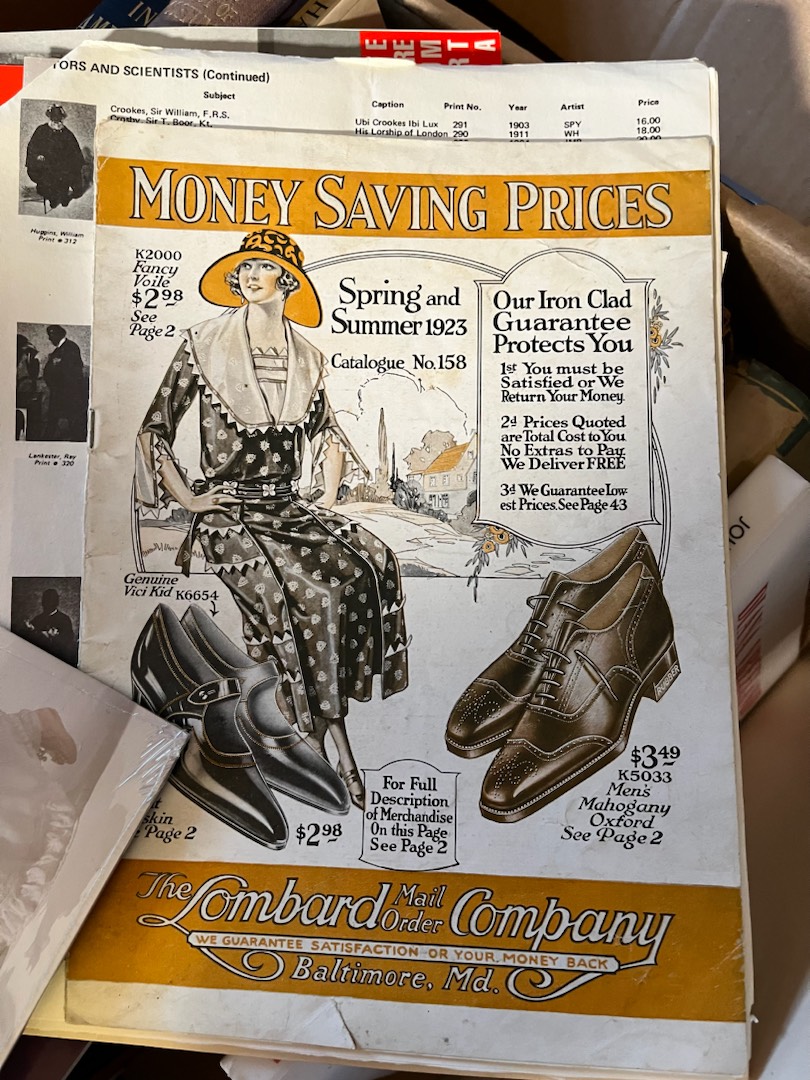 TORS AND SCIENTISTS (Continued)
Subject
Caption Print No. Year Artist Price
Crookes, Sir William, F.R.S. Ubi Crookes Ibi Lux 291 1903 SPY 16.00
Crosby, Sir T. Boor, Kt. His Lorship of London 290 1911 WH 18.00
Huggins, William
Print # 312
Lankester, Ray
Print # 320
MONEY SAVING PRICES
K2000
Fancy
Voile
$2.98
See
Page 2
Spring and
Summer 1923
Catalogue No. 158
Our Iron Clad
Guarantee
Protects You
1st You must be
Satisfied or We
Return Your Money.
2d Prices Quoted
are Total Cost to You
No Extras to Pay
We Deliver FREE
3d We Guarantee Low-
est Prices. See Page 43
Genuine
Vici Kid K6654
RUBBER
$3.49
K5033
Men's
Mahogany
Oxford
See Page 2
skin
Page 2
$2.98
For Full
Description
of Merchandise
On this Page
See Page 2
The Lombard Mail Order Company
WE GUARANTEE SATISFACTION OR YOUR MONEY BACK
Baltimore, Md.